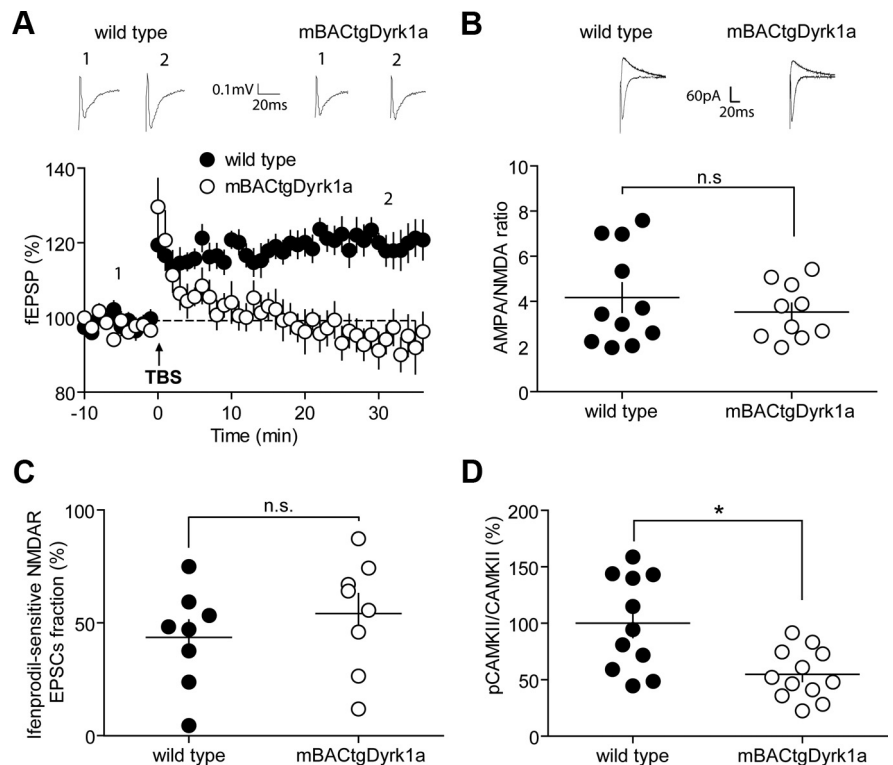 A
wild type
mBACtgDyrk1a
1
2
1
2
0.1mV
20ms
wild type
mBACtgDyrk1a
140
120
100
80
fEPSP (%)
1
2
TBS
-10
0
10
20
30
Time (min)
B
wild type
mBACtgDyrk1a
60pA
20ms
n.s
10
8
6
4
2
0
AMPA/NMDA ratio
wild type
mBACtgDyrk1a
C
n.s.
100
50
0
Ifenprodil-sensitive NMDAR
EPSCs fraction (%)
wild type
mBACtgDyrk1a
D
*
200
150
100
50
0
pCAMKII/CAMKII (%)
wild type
mBACtgDyrk1a